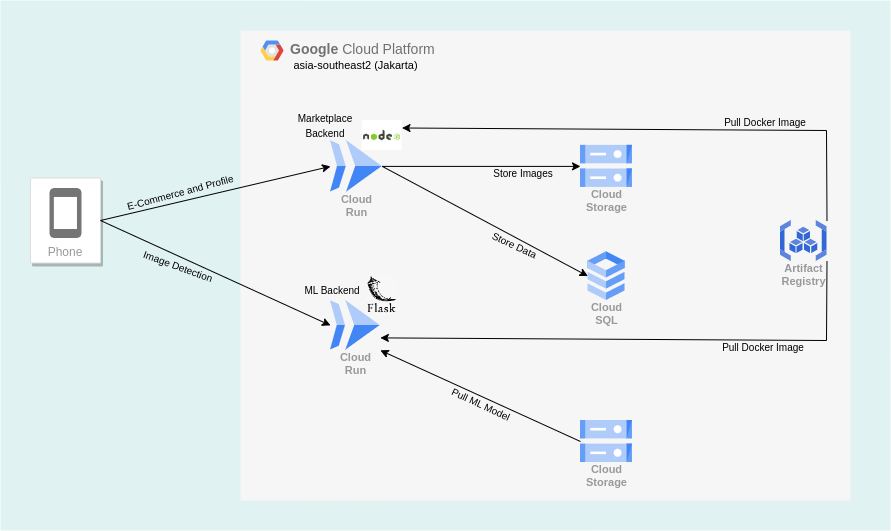 Google Cloud Platform
asia-southeast2 (Jakarta)
Marketplace
Backend
node
Pull Docker Image
E-Commerce and Profile
Store Images
Cloud
Run
Cloud
Storage
Phone
Image Detection
Store Data
Artifact
Registry
ML Backend
Flask
Cloud
SQL
Cloud
Run
Pull Docker Image
Pull ML Model
Cloud
Storage